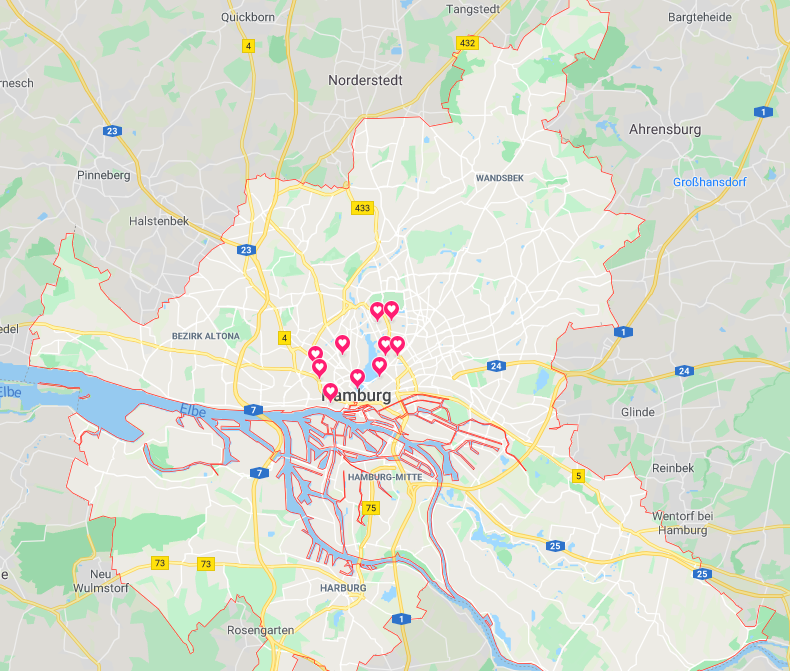 Tangstedt
Quickborn
Bargteheide
4
432
Norderstedt
rnesch
1
23
Ahrensburg
Pinneberg
WANDSBEK
Großhansdorf
433
Halstenbek
23
edel
1
BEZIRK ALTONA
4
24
24
Elbe
Hamburg
Elbe
7
Glinde
7
HAMBURG-MITTE
5
Reinbek
75
Wentorf bei
Hamburg
25
73
73
e
Neu
Wulmstorf
25
HARBURG
1
Rosengarten